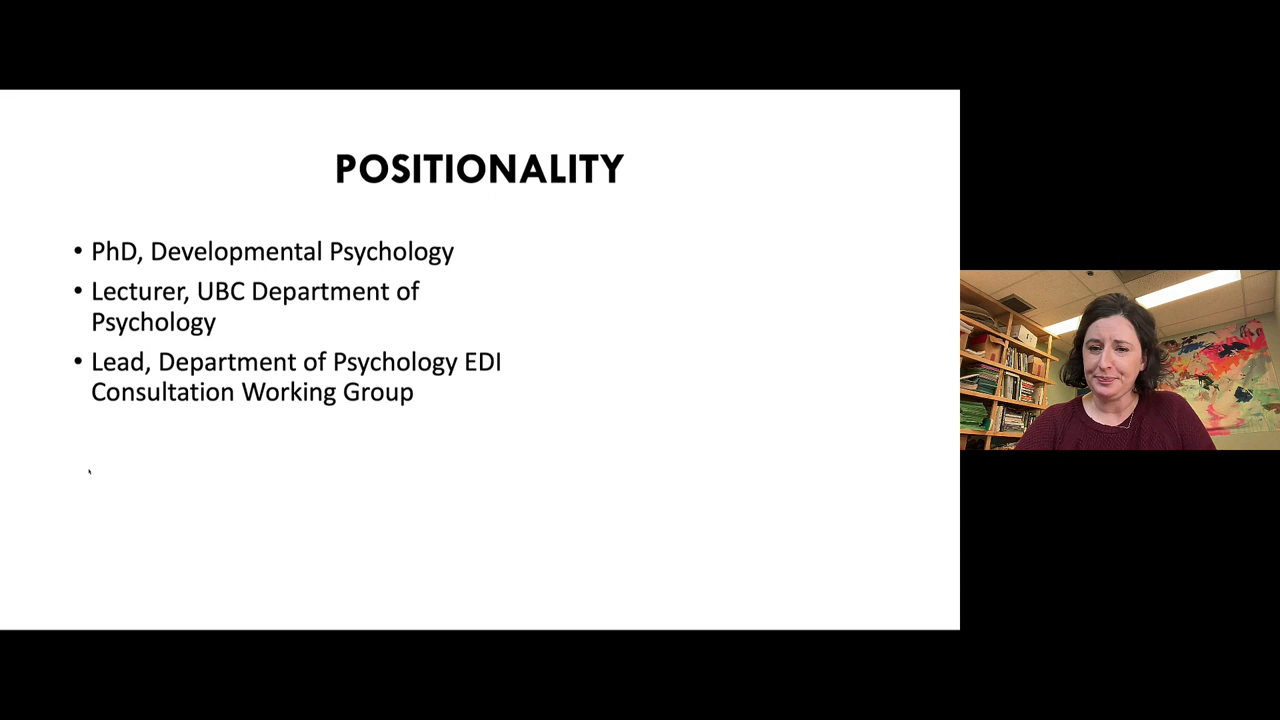 POSITIONALITY
• PhD, Developmental Psychology
• Lecturer, UBC Department of
Psychology
• Lead, Department of Psychology EDI
Consultation Working Group